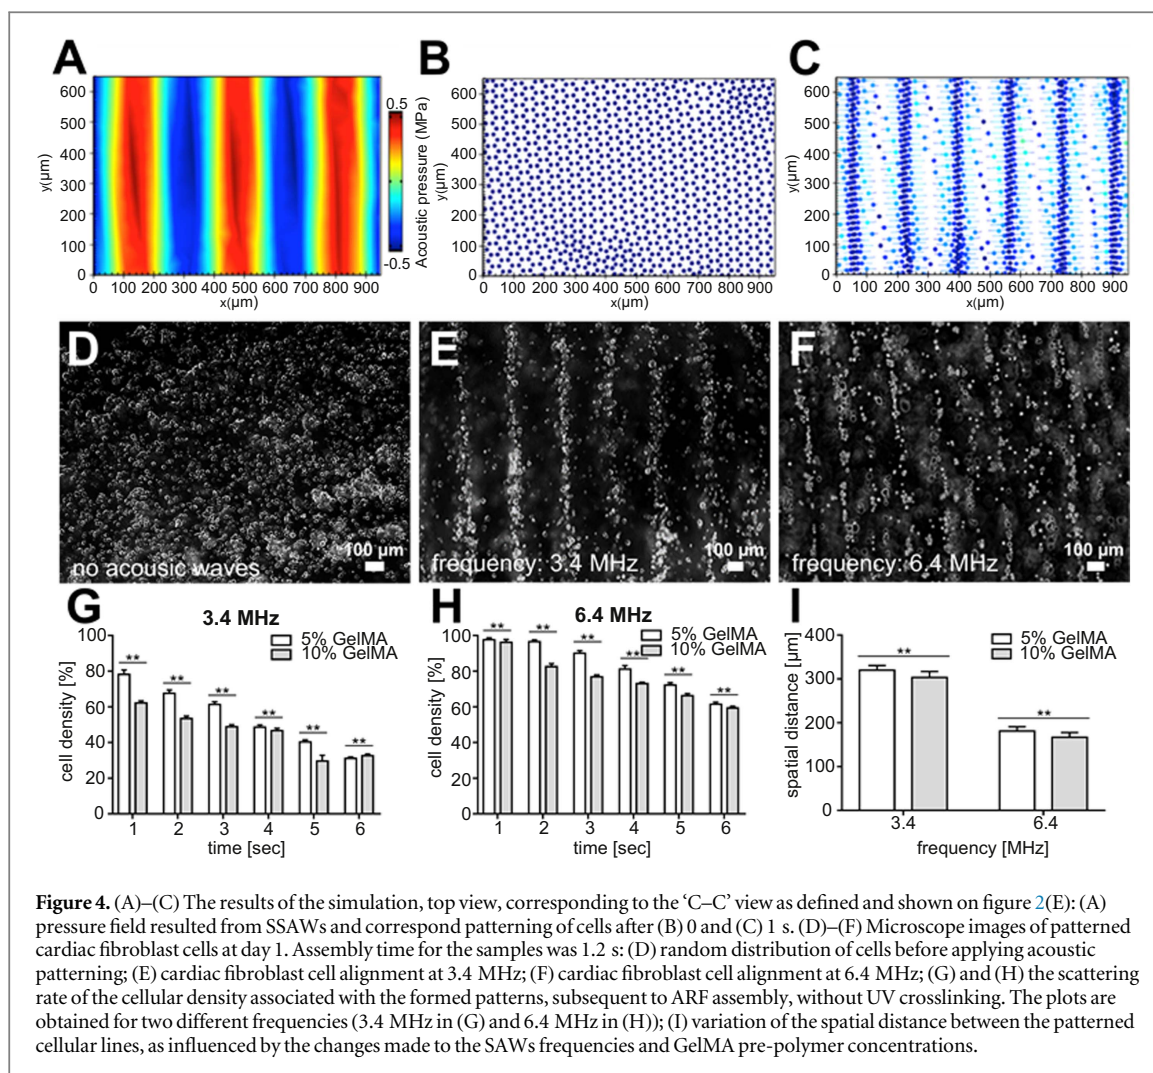 A
B
C
600
500
400
300
200
100
0
y(μm)
0 100 200 300 400 500 600 700 800 900
x(μm)
0.5
-0.5
Acoustic pressure (MPa)
600
500
400
300
200
100
0
y(μm)
0 100 200 300 400 500 600 700 800 900
x(μm)
600
500
400
300
200
100
0
y(μm)
0 100 200 300 400 500 600 700 800 900
x(μm)
D
no acousic waves
100 μm
E
frequency: 3.4 MHz
100 μm
F
frequency: 6.4 MHz
100 μm
G
3.4 MHz
5% GelMA
10% GelMA
100
80
60
40
20
0
cell density [%]
** ** ** ** ** **
1 2 3 4 5 6
time [sec]
H
6.4 MHz
5% GelMA
10% GelMA
100
80
60
40
20
0
cell density [%]
** ** ** ** ** **
1 2 3 4 5 6
time [sec]
I
5% GelMA
10% GelMA
400
300
200
100
0
spatial distance [μm]
** **
3.4 6.4
frequency [MHz]
Figure 4. (A)–(C) The results of the simulation, top view, corresponding to the ‘C–C’ view as defined and shown on figure 2(E): (A)
pressure field resulted from SSAWs and correspond patterning of cells after (B) 0 and (C) 1 s. (D)–(F) Microscope images of patterned
cardiac fibroblast cells at day 1. Assembly time for the samples was 1.2 s: (D) random distribution of cells before applying acoustic
patterning; (E) cardiac fibroblast cell alignment at 3.4 MHz; (F) cardiac fibroblast cell alignment at 6.4 MHz; (G) and (H) the scattering
rate of the cellular density associated with the formed patterns, subsequent to ARF assembly, without UV crosslinking. The plots are
obtained for two different frequencies (3.4 MHz in (G) and 6.4 MHz in (H)); (I) variation of the spatial distance between the patterned
cellular lines, as influenced by the changes made to the SAWs frequencies and GelMA pre-polymer concentrations.